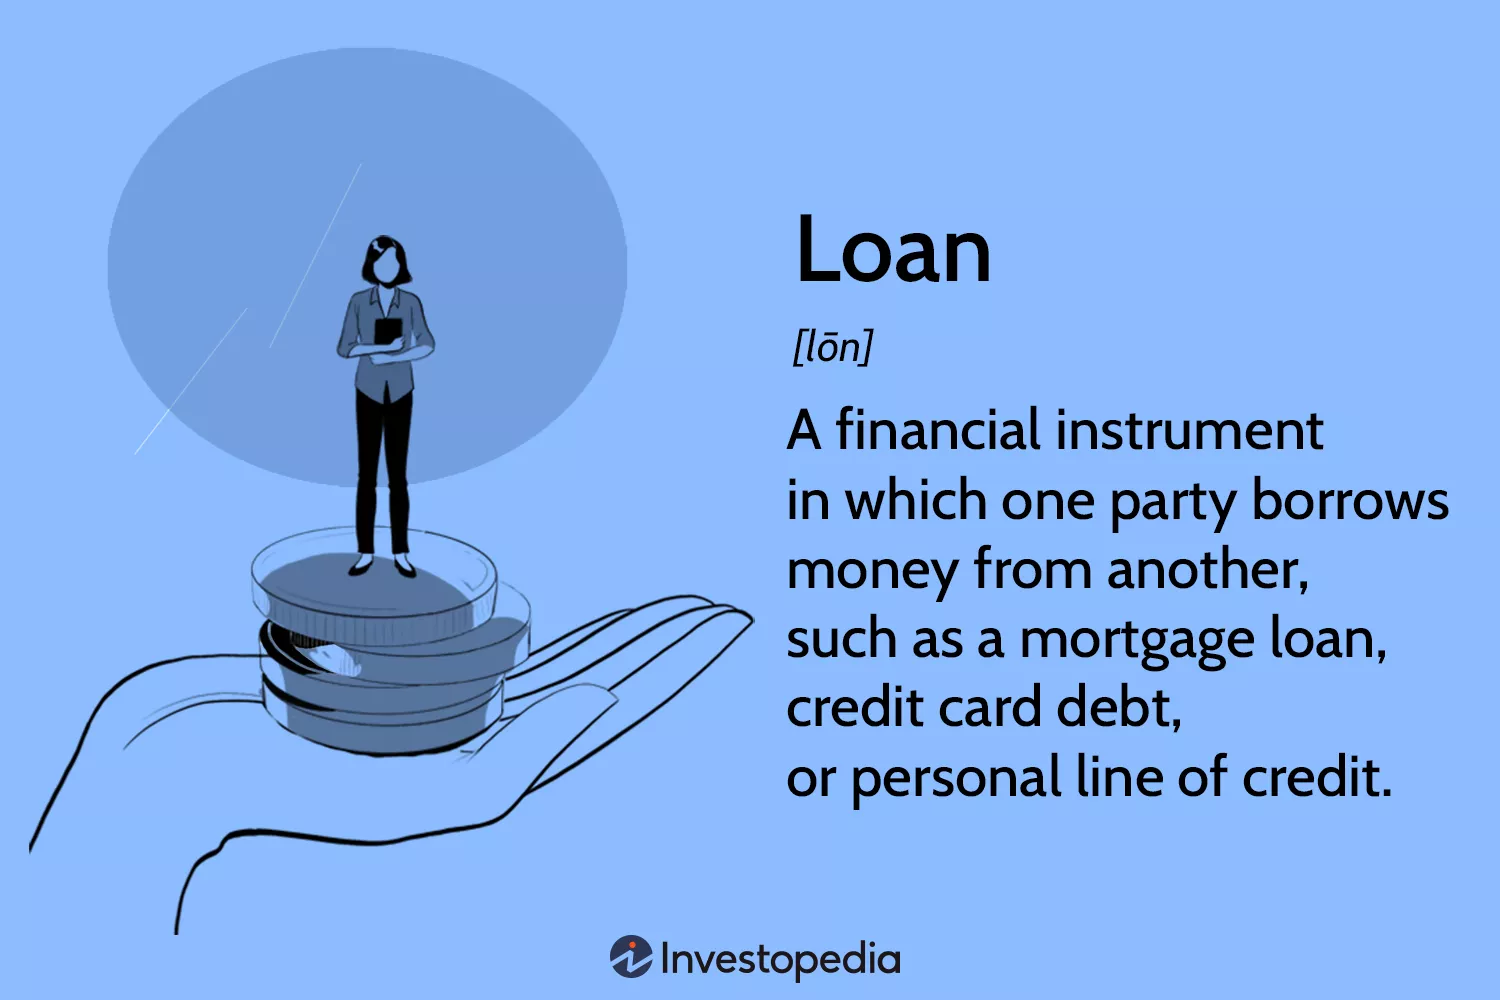 Loan
[lōn]
A financial instrument
in which one party borrows
money from another,
such as a mortgage loan,
credit card debt,
or personal line of credit.
Investopedia